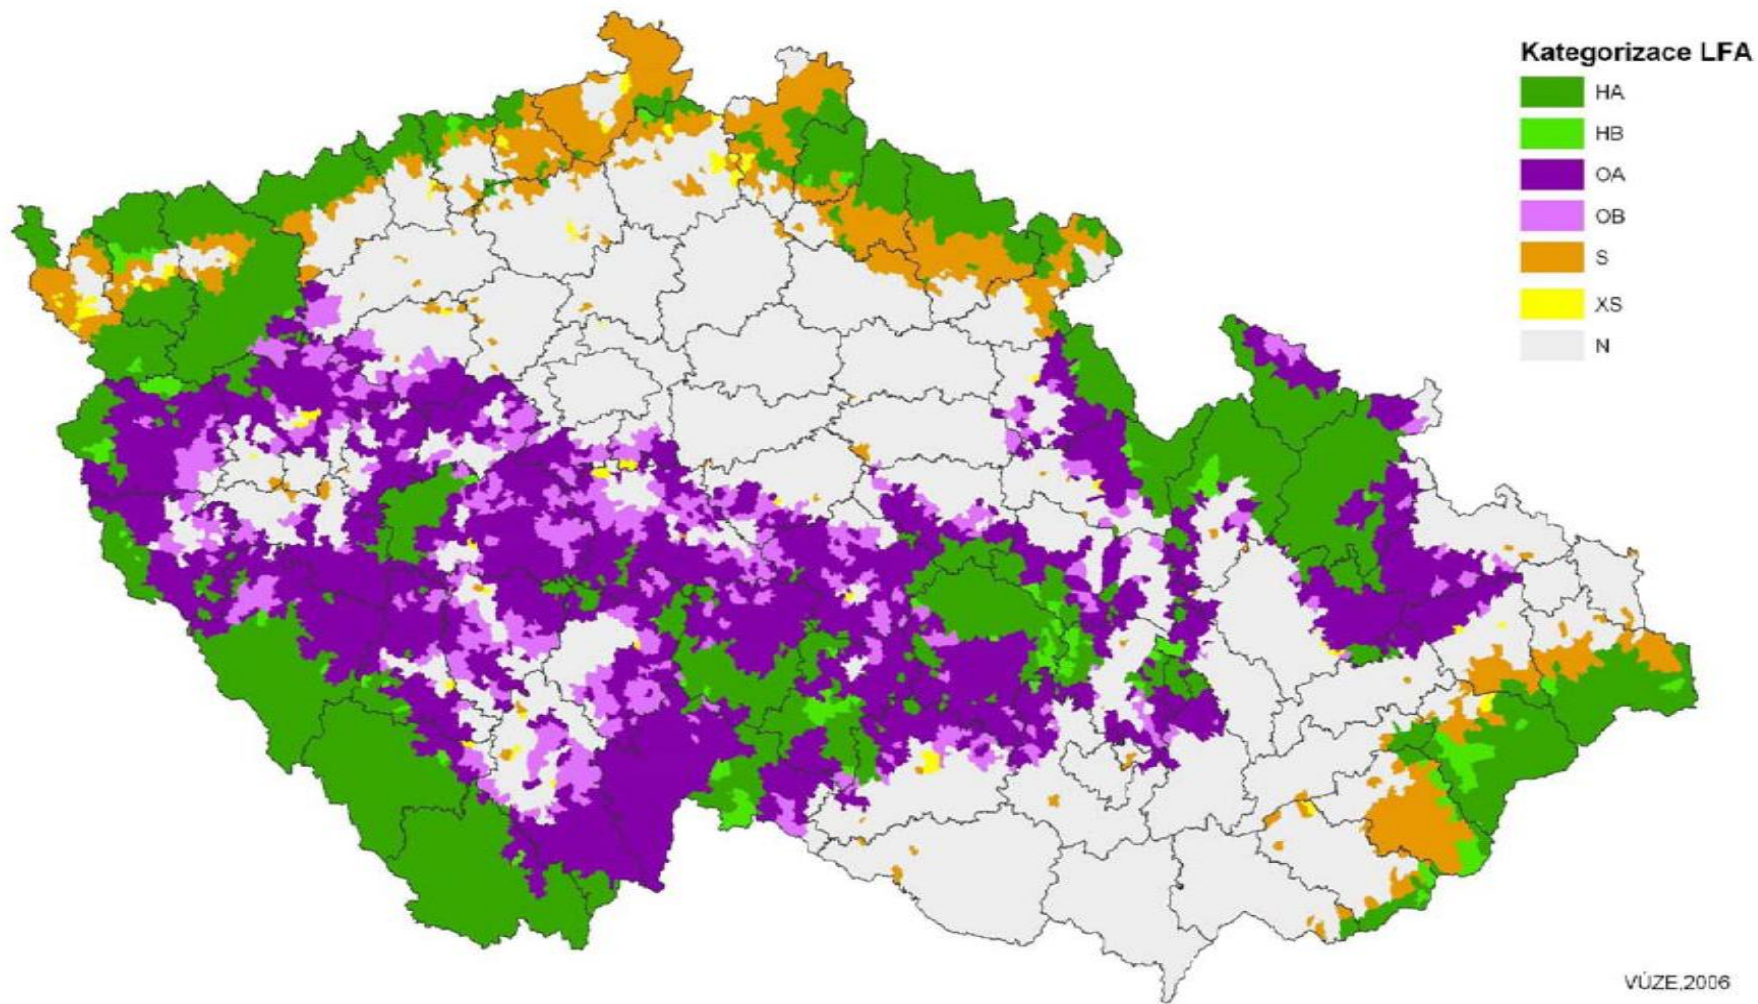 Kategorizace LFA
HA
HB
OA
OB
S
XS
N
VÚZE,2006